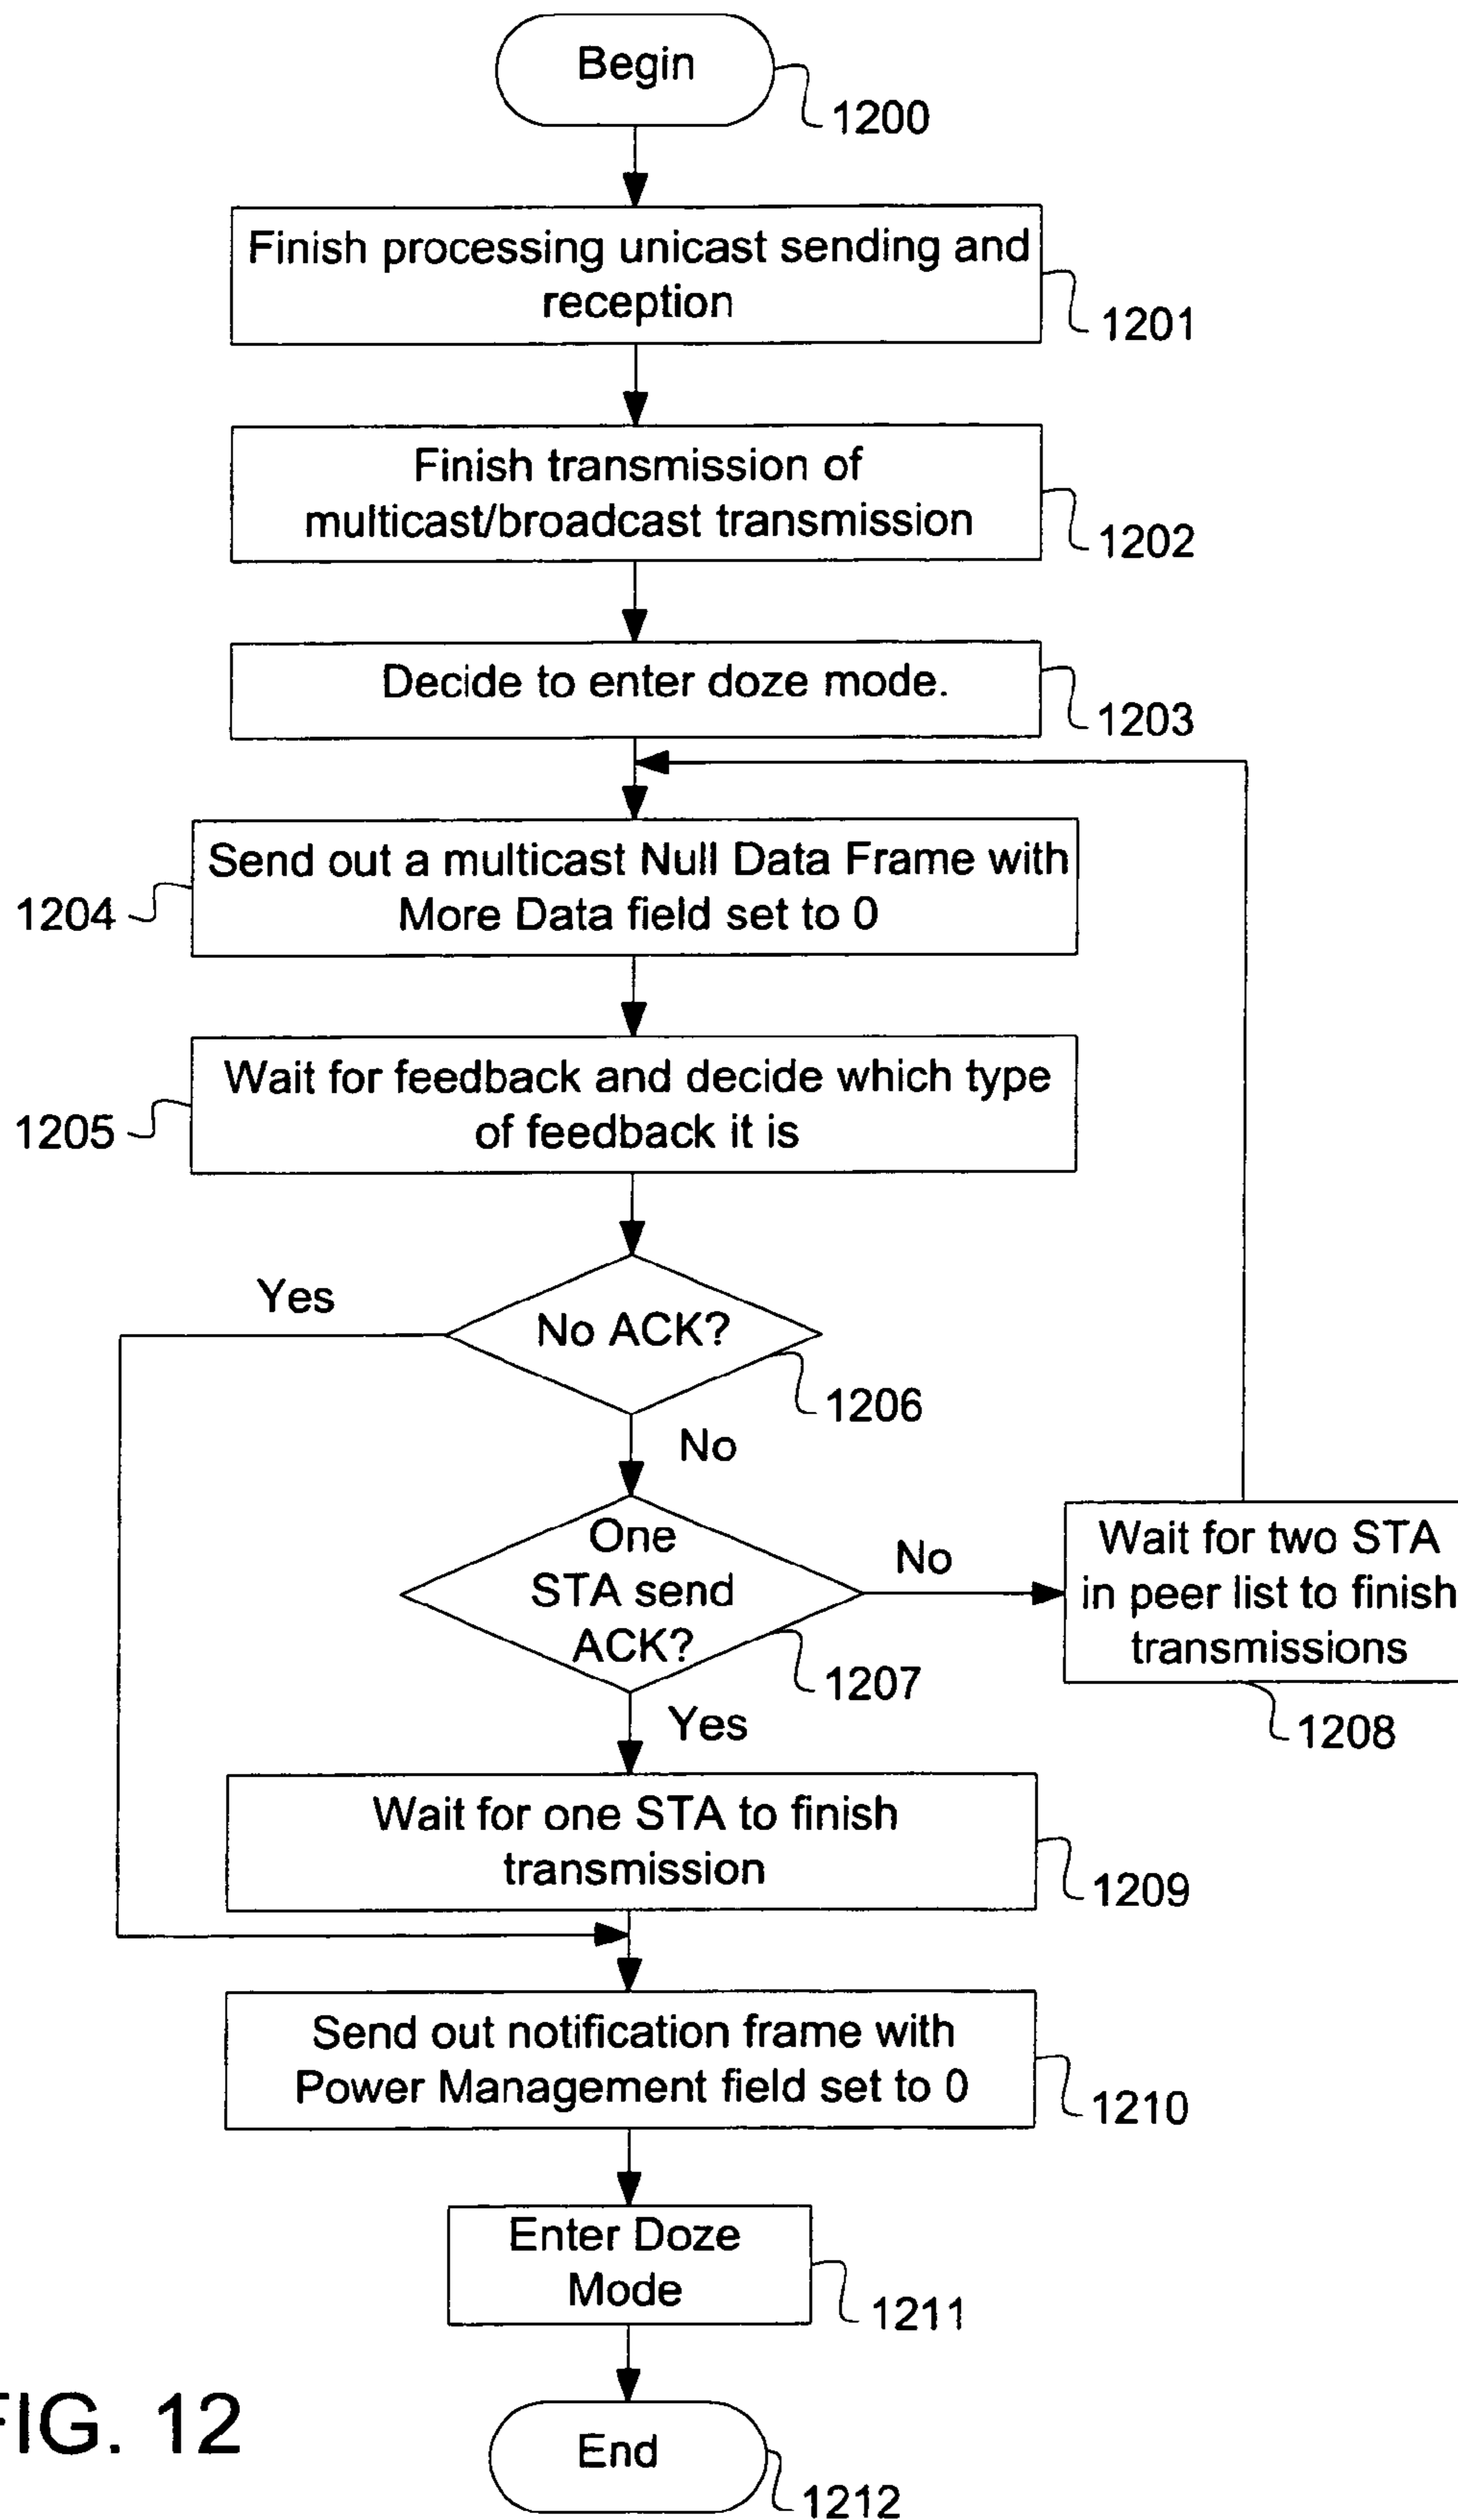 Begin
1200
Finish processing unicast sending and
reception
1201
Finish transmission of
multicast/broadcast transmission
1202
Decide to enter doze mode.
1203
Send out a multicast Null Data Frame with
More Data field set to 0
1204
Wait for feedback and decide which type
of feedback it is
1205
Yes
No ACK?
1206
No
One
STA send
ACK?
No
1207
Wait for two STA
in peer list to finish
transmissions
1208
Yes
Wait for one STA to finish
transmission
1209
Send out notification frame with
Power Management field set to 0
1210
Enter Doze
Mode
1211
FIG. 12
End
1212